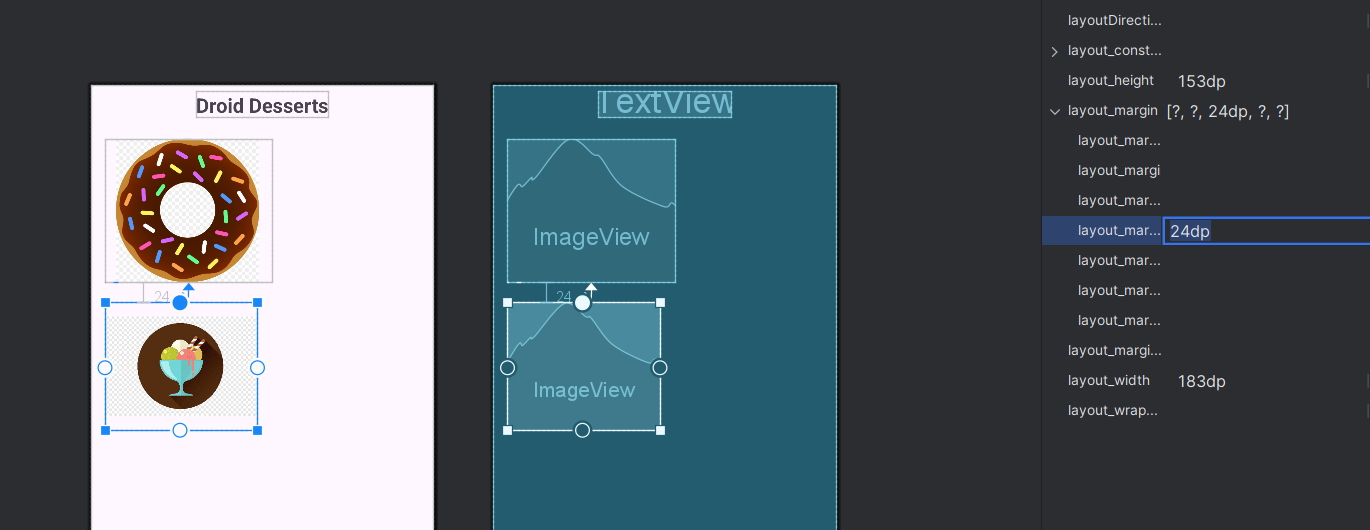 layoutDirecti...
layout_const...
layout_height 153dp
layout_margin [?, ?, 24dp, ?, ?]
layout_mar...
layout_margi
layout_mar...
layout_mar... 24dp
layout_mar...
layout_mar...
layout_mar...
layout_margi...
layout_width 183dp
layout_wrap...
Droid Desserts
24
TextView
ImageView
24
ImageView